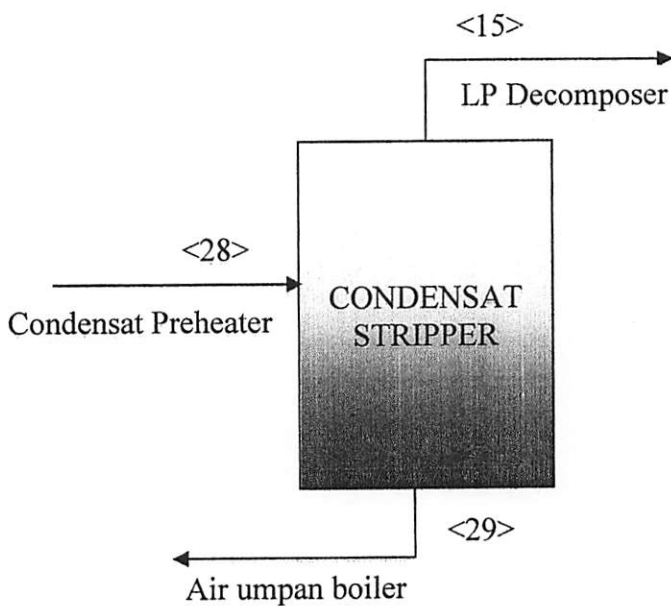 <15>
LP Decomposer
<28>
Condensat Preheater
CONDENSAT
STRIPPER
<29>
Air umpan boiler